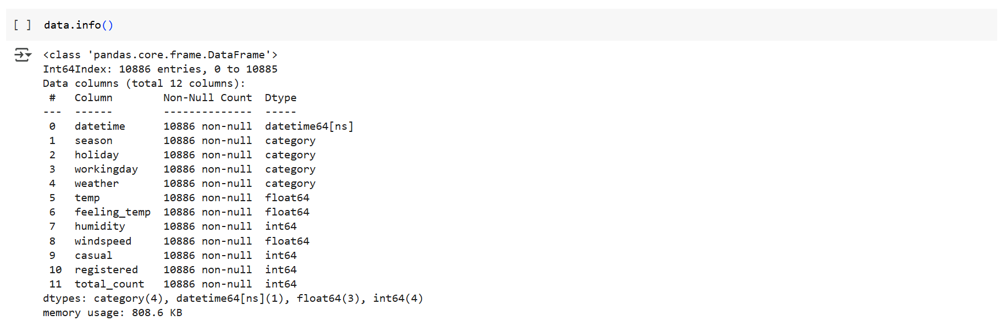 [ ] data.info()
<class 'pandas.core.frame.DataFrame'>
Int64Index: 10886 entries, 0 to 10885
Data columns (total 12 columns):
 #   Column        Non-Null Count  Dtype
---  ------        --------------  -----
 0   datetime      10886 non-null  datetime64[ns]
 1   season        10886 non-null  category
 2   holiday       10886 non-null  category
 3   workingday    10886 non-null  category
 4   weather       10886 non-null  category
 5   temp          10886 non-null  float64
 6   feeling_temp  10886 non-null  float64
 7   humidity      10886 non-null  int64
 8   windspeed     10886 non-null  float64
 9   casual        10886 non-null  int64
 10  registered    10886 non-null  int64
 11  total_count   10886 non-null  int64
dtypes: category(4), datetime64[ns](1), float64(3), int64(4)
memory usage: 808.6 KB